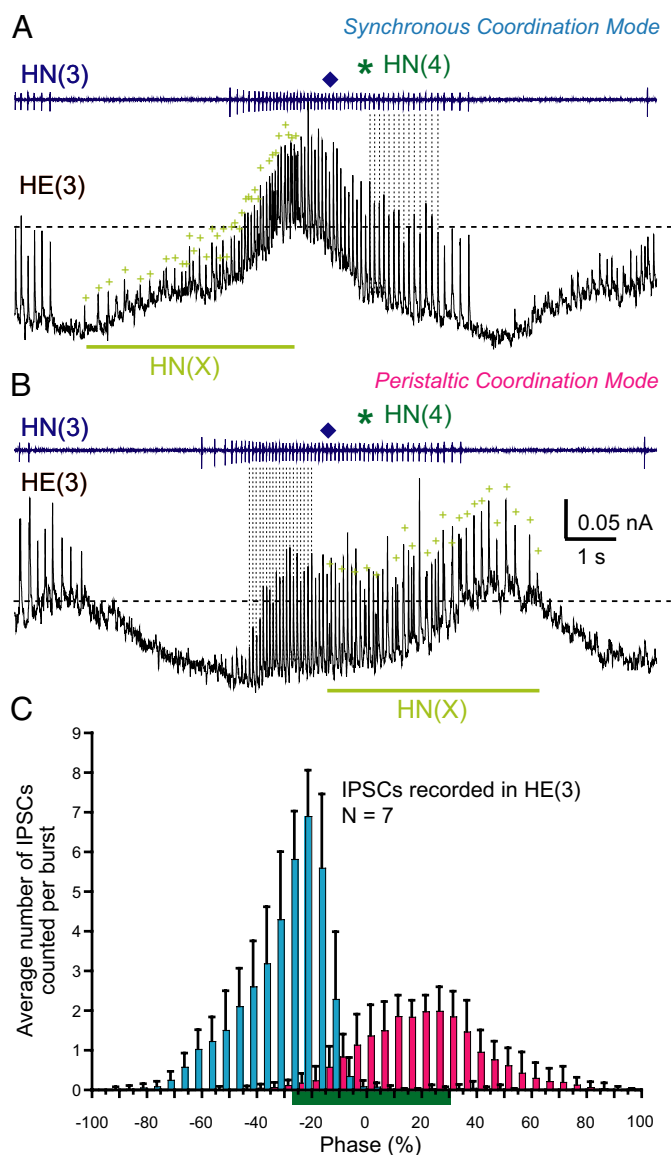 A
Synchronous Coordination Mode
HN(3)
* HN(4)
HE(3)
HN(X)
B
Peristaltic Coordination Mode
HN(3)
* HN(4)
HE(3)
0.05 nA
1 s
HN(X)
C
9
8
7
6
5
4
3
2
1
0
Average number of IPSCs
counted per burst
IPSCs recorded in HE(3)
N = 7
-100 -80 -60 -40 -20 0 20 40 60 80 100
Phase (%)